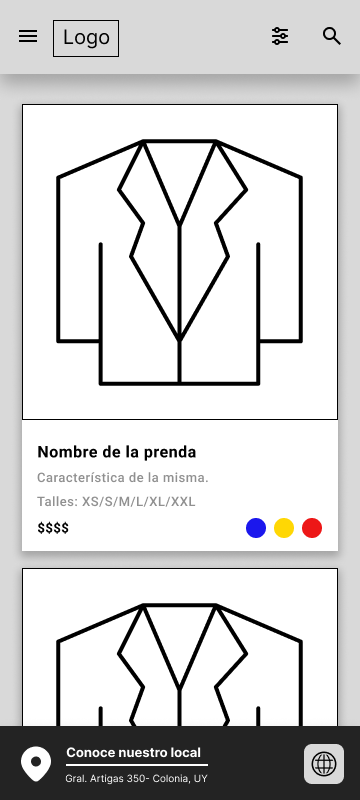 Logo
Nombre de la prenda
Característica de la misma.
Talles: XS/S/M/L/XL/XXL
$$$$
Conoce nuestro local
Gral. Artigas 350- Colonia, UY